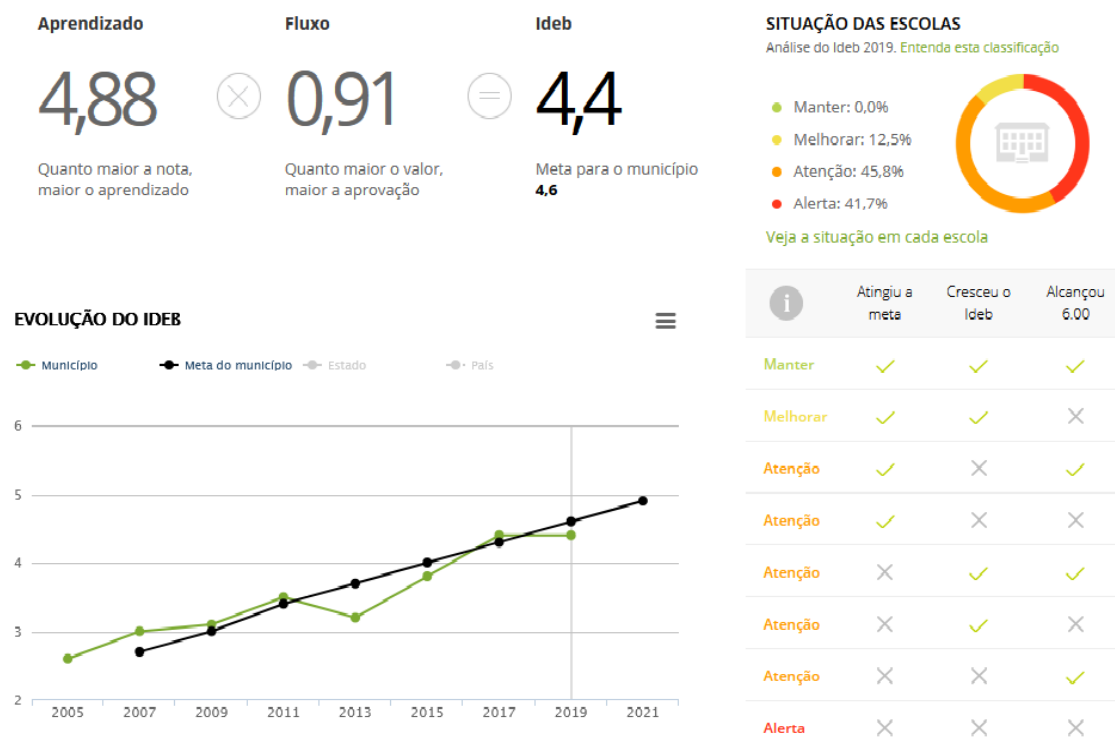 Aprendizado
4,88
Quanto maior a nota,
maior o aprendizado
Fluxo
0,91
Quanto maior o valor,
maior a aprovação
Ideb
4,4
Meta para o município
4,6
SITUAÇÃO DAS ESCOLAS
Análise do Ideb 2019. Entenda esta classificação
Manter: 0,0%
Melhorar: 12,5%
Atenção: 45,8%
Alerta: 41,7%
Veja a situação em cada escola
EVOLUÇÃO DO IDEB
Município
Meta do município
Estado
País
6
5
4
3
2
2005 2007 2009 2011 2013 2015 2017 2019 2021
i
Atingiu a
meta
Cresceu o
Ideb
Alcançou
6.00
Manter
Melhorar
Atenção
Atenção
Atenção
Atenção
Atenção
Alerta